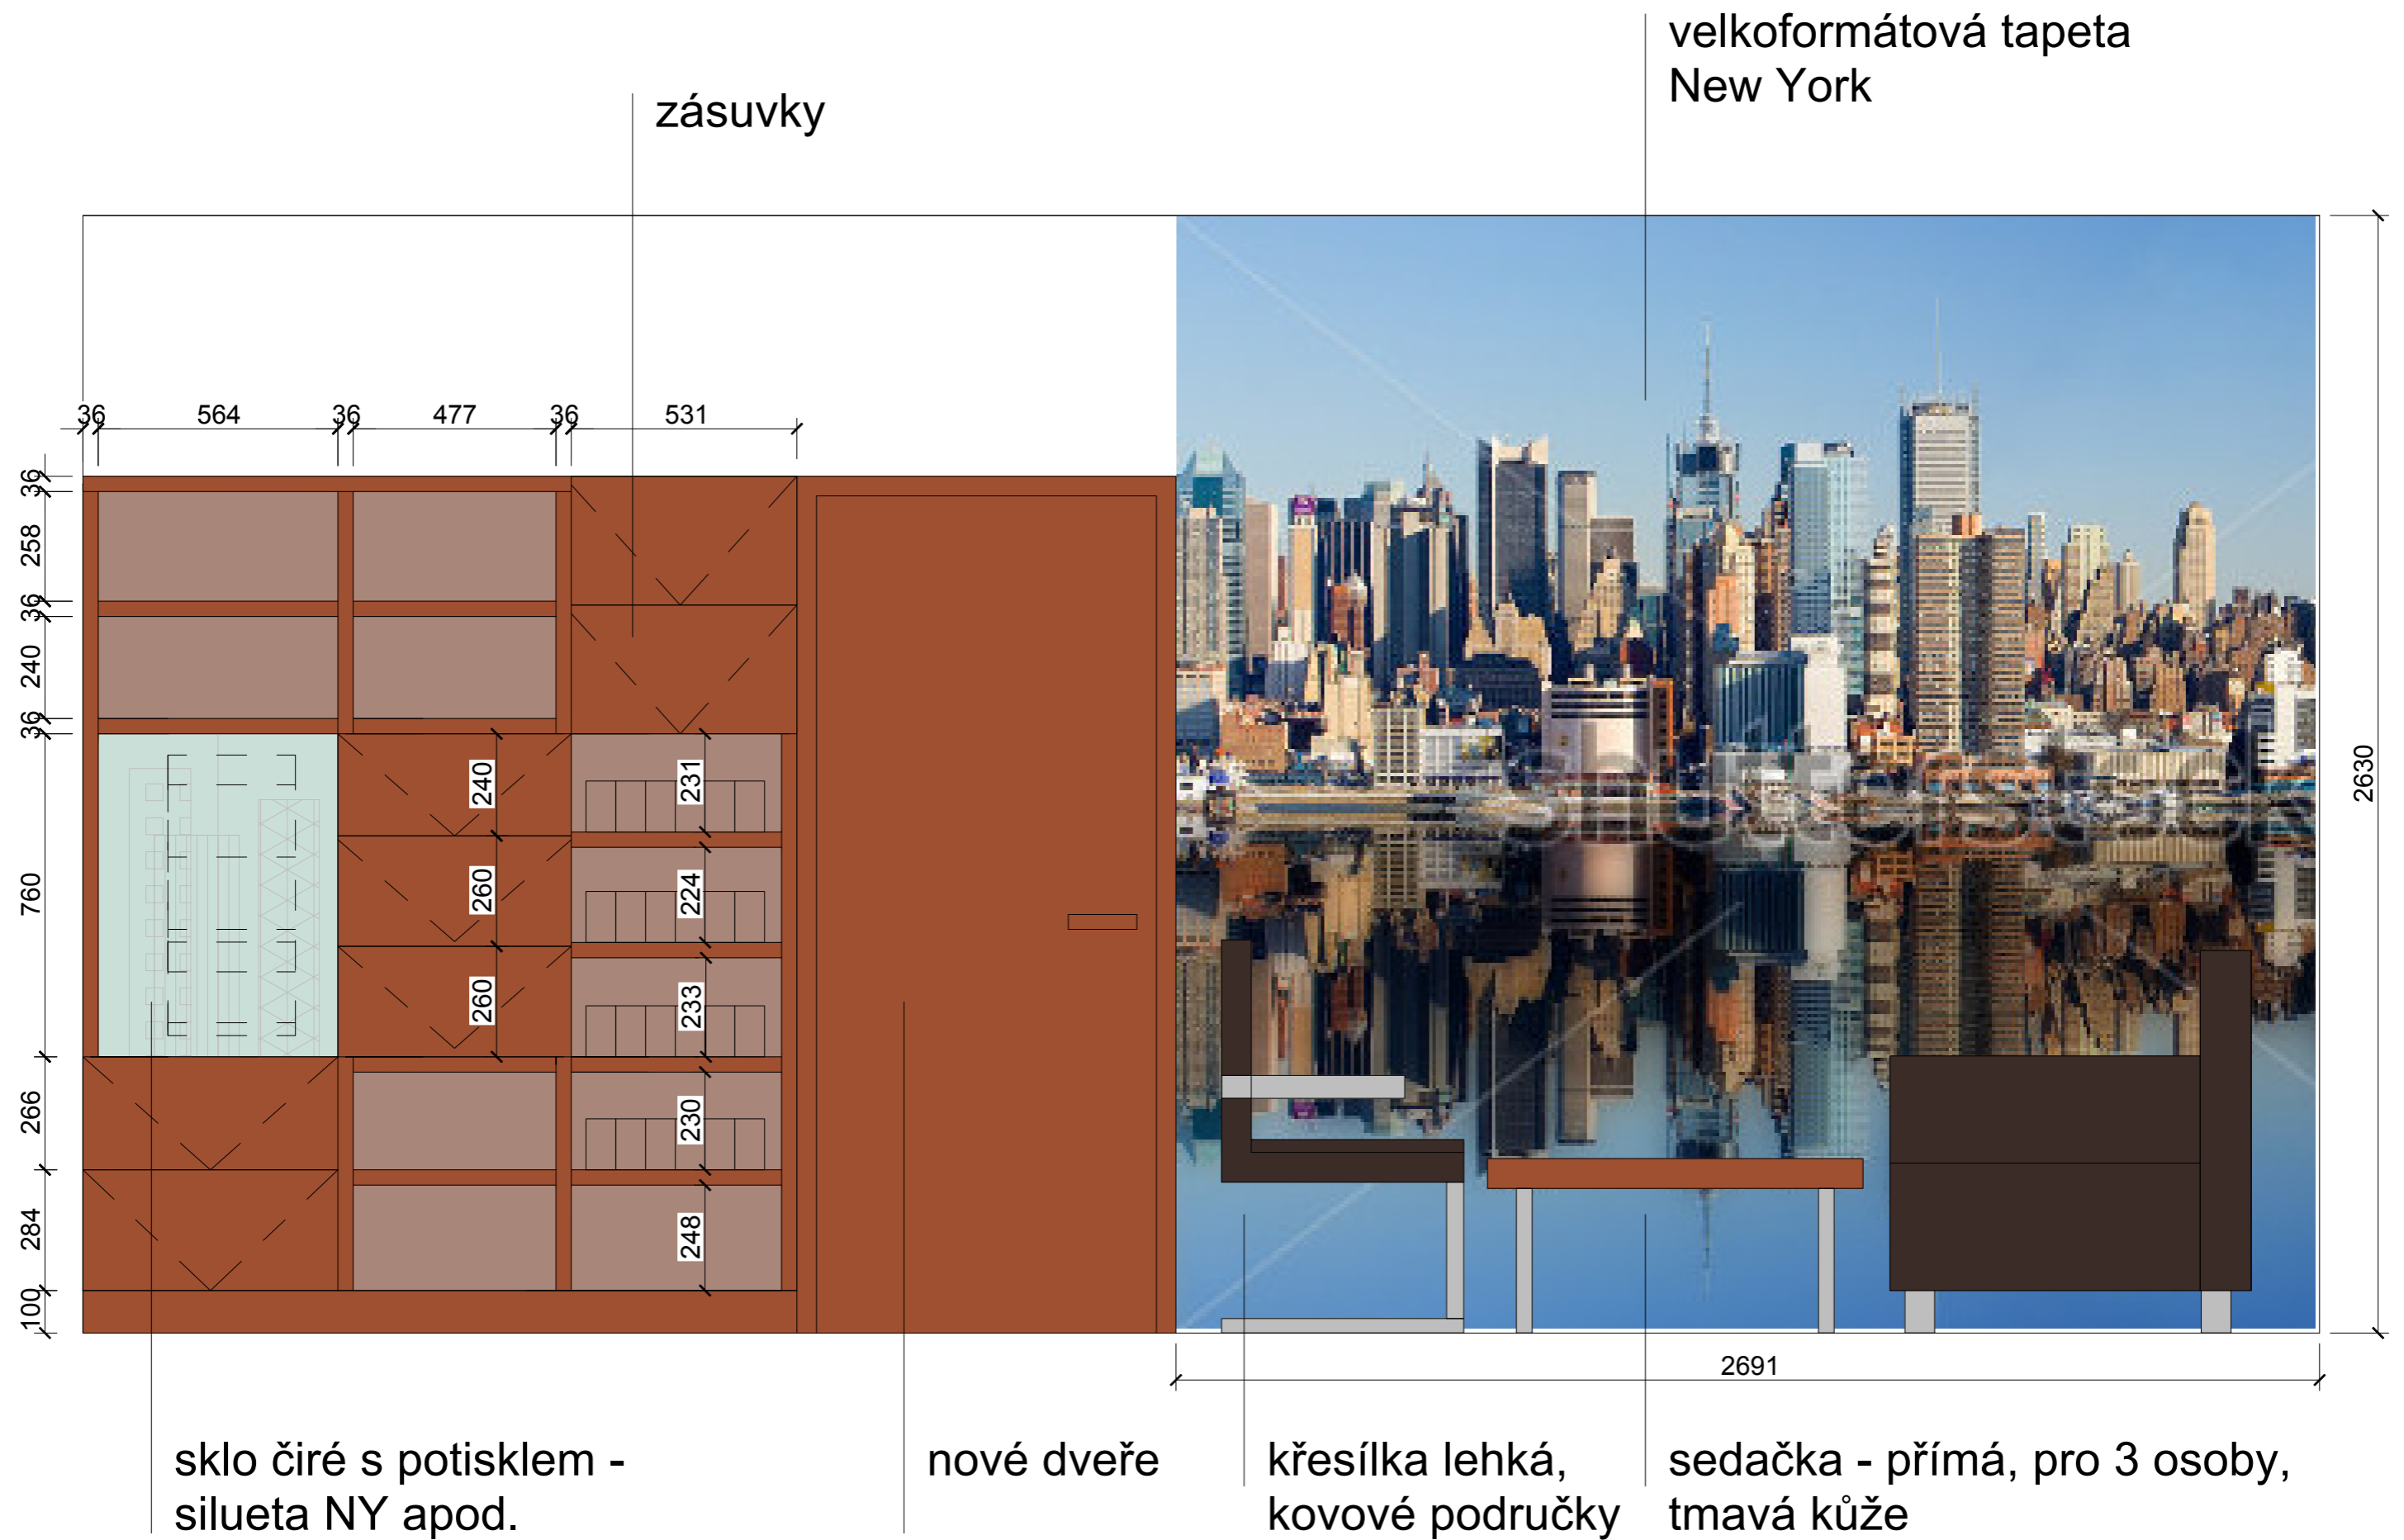 velkoformátová tapeta
New York
zásuvky
36 564 36 477 36 531
36
258
36
240
36
760
266
284
100
240
260
260
231
224
233
230
248
2630
2691
sklo čiré s potisklem -
silueta NY apod.
nové dveře
křesílka lehká,
kovové područky
sedačka - přímá, pro 3 osoby,
tmavá kůže